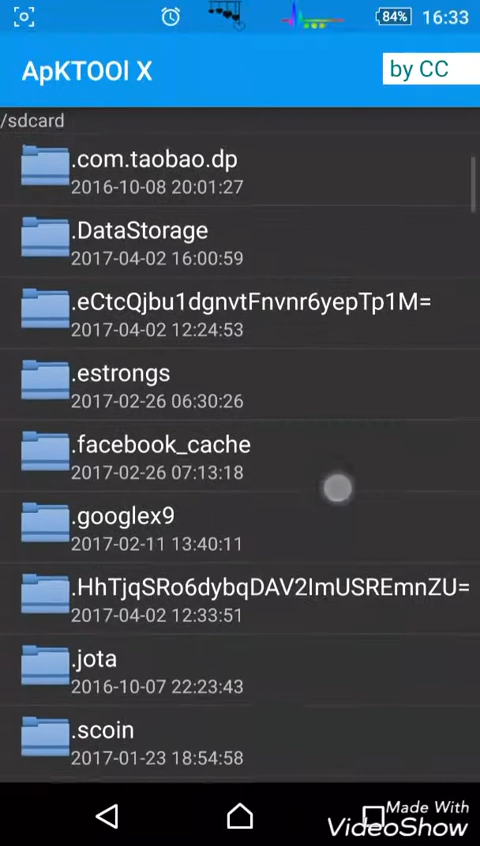 84% 16:33
ApKTOOl X
by CC
/sdcard
.com.taobao.dp
2016-10-08 20:01:27
.DataStorage
2017-04-02 16:00:59
.eCtcQjbu1dgnvtFnvnr6yepTp1M=
2017-04-02 12:24:53
.estrongs
2017-02-26 06:30:26
.facebook_cache
2017-02-26 07:13:18
.googlex9
2017-02-11 13:40:11
.HhTjqSRo6dybqDAV2ImUSREmnZU=
2017-04-02 12:33:51
.jota
2016-10-07 22:23:43
.scoin
2017-01-23 18:54:58
Made With
VideoShow